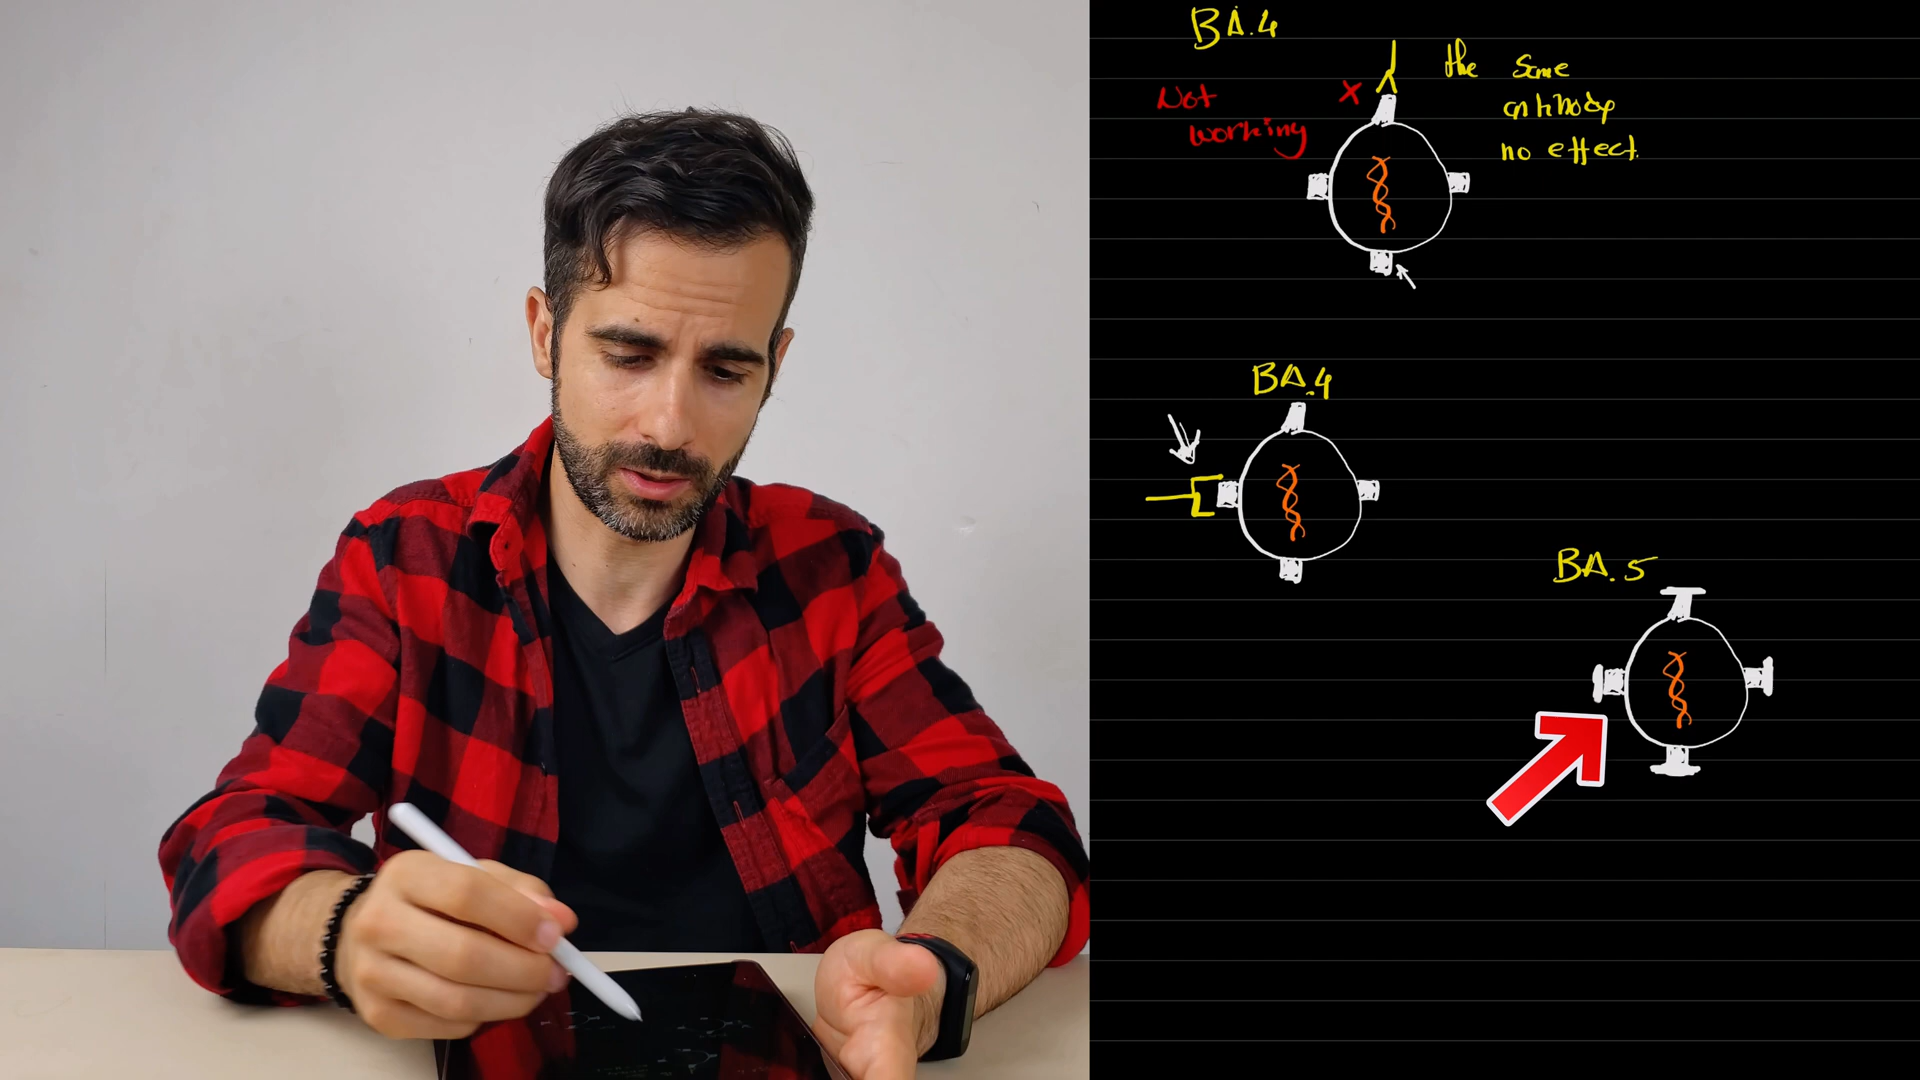 BA.4
the same
antibody
no effect.
Not
working
BA.4
BA.5